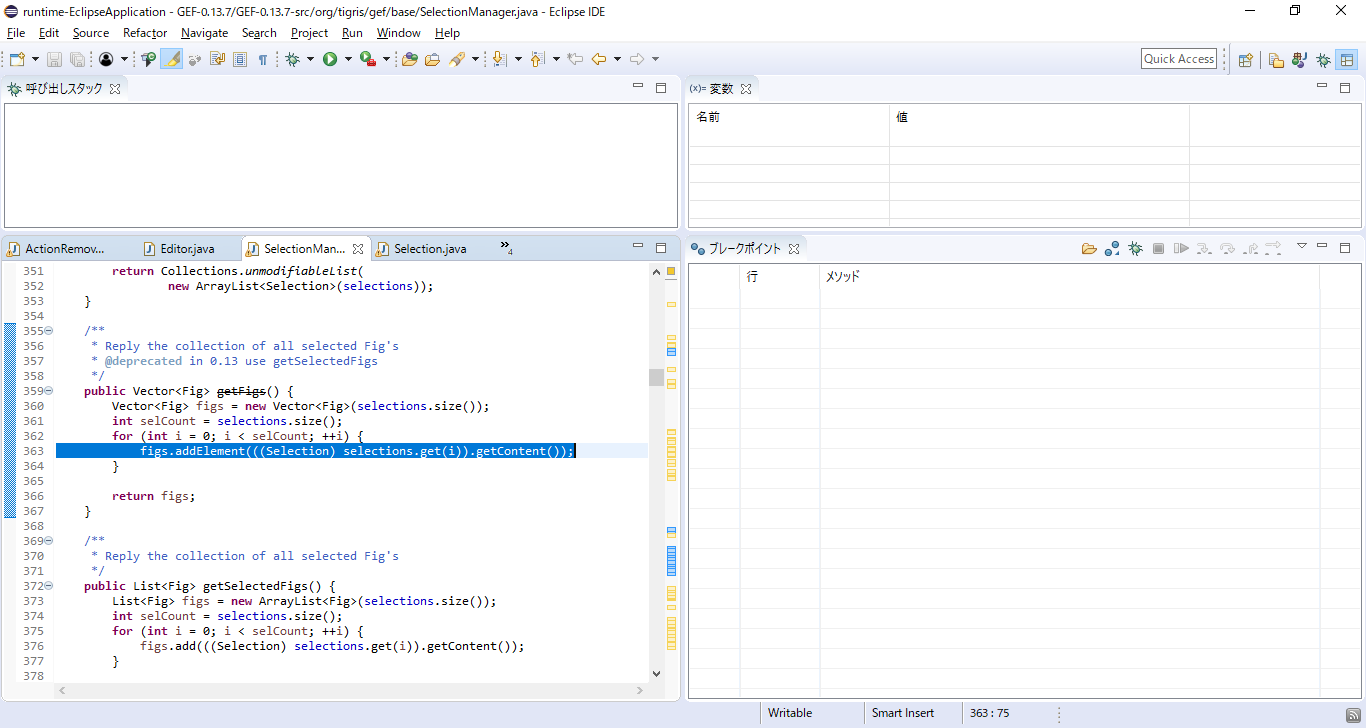 runtime-EclipseApplication - GEF-0.13.7/GEF-0.13.7-src/org/tigris/gef/base/SelectionManager.java - Eclipse IDE
File Edit Source Refactor Navigate Search Project Run Window Help
Quick Access
呼び出しスタック
(x)= 変数
名前 値
ActionRemov... Editor.java SelectionMan... Selection.java »4
ブレークポイント
行 メソッド
351 return Collections.unmodifiableList(
352 new ArrayList<Selection>(selections));
353 }
354
355 /**
356 * Reply the collection of all selected Fig's
357 * @deprecated in 0.13 use getSelectedFigs
358 */
359 public Vector<Fig> getFigs() {
360 Vector<Fig> figs = new Vector<Fig>(selections.size());
361 int selCount = selections.size();
362 for (int i = 0; i < selCount; ++i) {
363 figs.addElement(((Selection) selections.get(i)).getContent());
364 }
365
366 return figs;
367 }
368
369 /**
370 * Reply the collection of all selected Fig's
371 */
372 public List<Fig> getSelectedFigs() {
373 List<Fig> figs = new ArrayList<Fig>(selections.size());
374 int selCount = selections.size();
375 for (int i = 0; i < selCount; ++i) {
376 figs.add(((Selection) selections.get(i)).getContent());
377 }
378
Writable Smart Insert 363 : 75